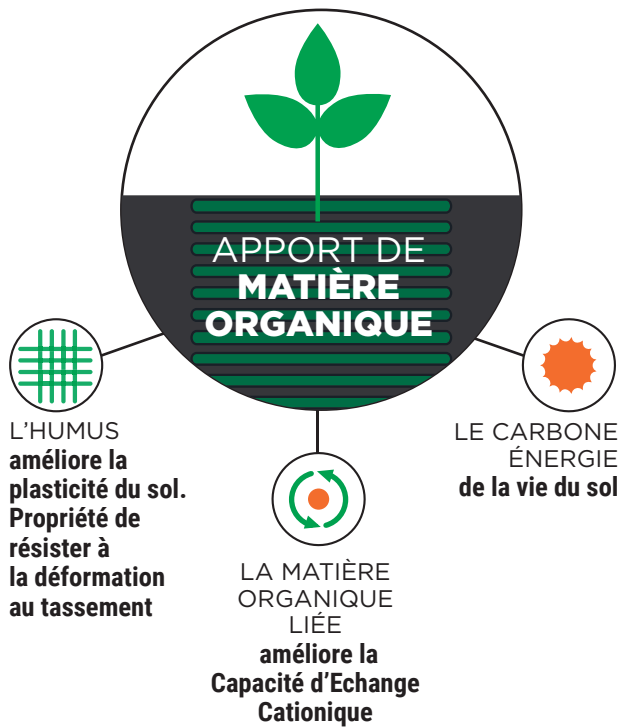 APPORT DE
MATIÈRE
ORGANIQUE
L'HUMUS
améliore la
plasticité du sol.
Propriété de
résister à
la déformation
au tassement
LA MATIÈRE
ORGANIQUE
LIÉE
améliore la
Capacité d'Echange
Cationique
LE CARBONE
ÉNERGIE
de la vie du sol